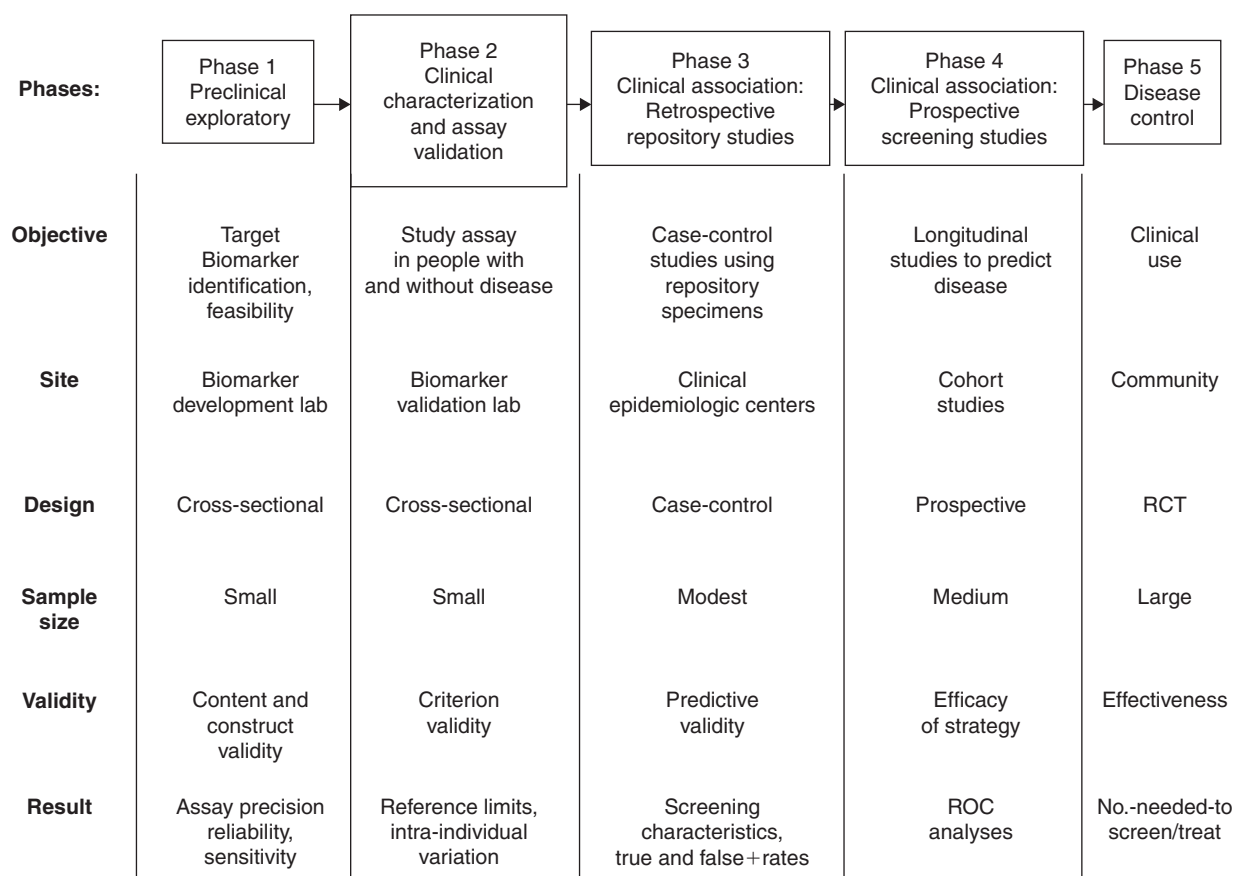 Phases:
Phase 1
Preclinical
exploratory
Phase 2
Clinical
characterization
and assay
validation
Phase 3
Clinical association:
Retrospective
repository studies
Phase 4
Clinical association:
Prospective
screening studies
Phase 5
Disease
control
Objective
Target
Biomarker
identification,
feasibility
Study assay
in people with
and without disease
Case-control
studies using
repository
specimens
Longitudinal
studies to predict
disease
Clinical
use
Site
Biomarker
development lab
Biomarker
validation lab
Clinical
epidemiologic centers
Cohort
studies
Community
Design
Cross-sectional
Cross-sectional
Case-control
Prospective
RCT
Sample
size
Small
Small
Modest
Medium
Large
Validity
Content and
construct
validity
Criterion
validity
Predictive
validity
Efficacy
of strategy
Effectiveness
Result
Assay precision
reliability,
sensitivity
Reference limits,
intra-individual
variation
Screening
characteristics,
true and false+rates
ROC
analyses
No.-needed-to
screen/treat